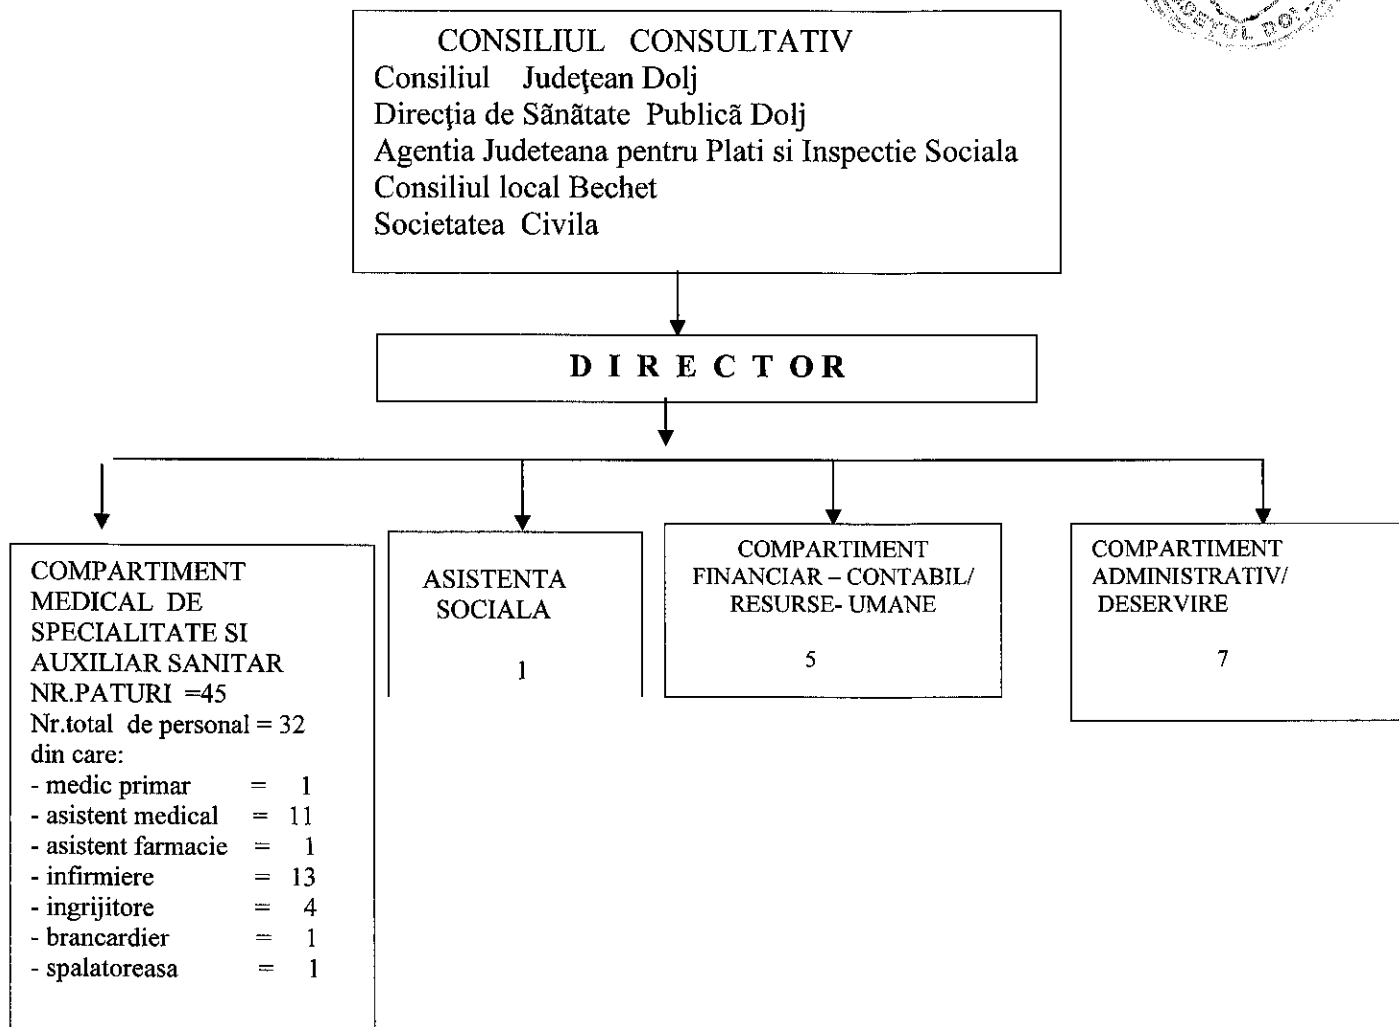 CONSILIUL CONSULTATIV
Consiliul Judeţean Dolj
Direcţia de Sãnãtate Publicã Dolj
Agentia Judeteana pentru Plati si Inspectie Sociala
Consiliul local Bechet
Societatea Civila
D I R E C T O R
COMPARTIMENT
MEDICAL DE
SPECIALITATE SI
AUXILIAR SANITAR
NR.PATURI =45
Nr.total de personal = 32
din care:
- medic primar = 1
- asistent medical = 11
- asistent farmacie = 1
- infirmiere = 13
- ingrijitore = 4
- brancardier = 1
- spalatoreasa = 1
ASISTENTA
SOCIALA
1
COMPARTIMENT
FINANCIAR – CONTABIL/
RESURSE- UMANE
5
COMPARTIMENT
ADMINISTRATIV/
DESERVIRE
7